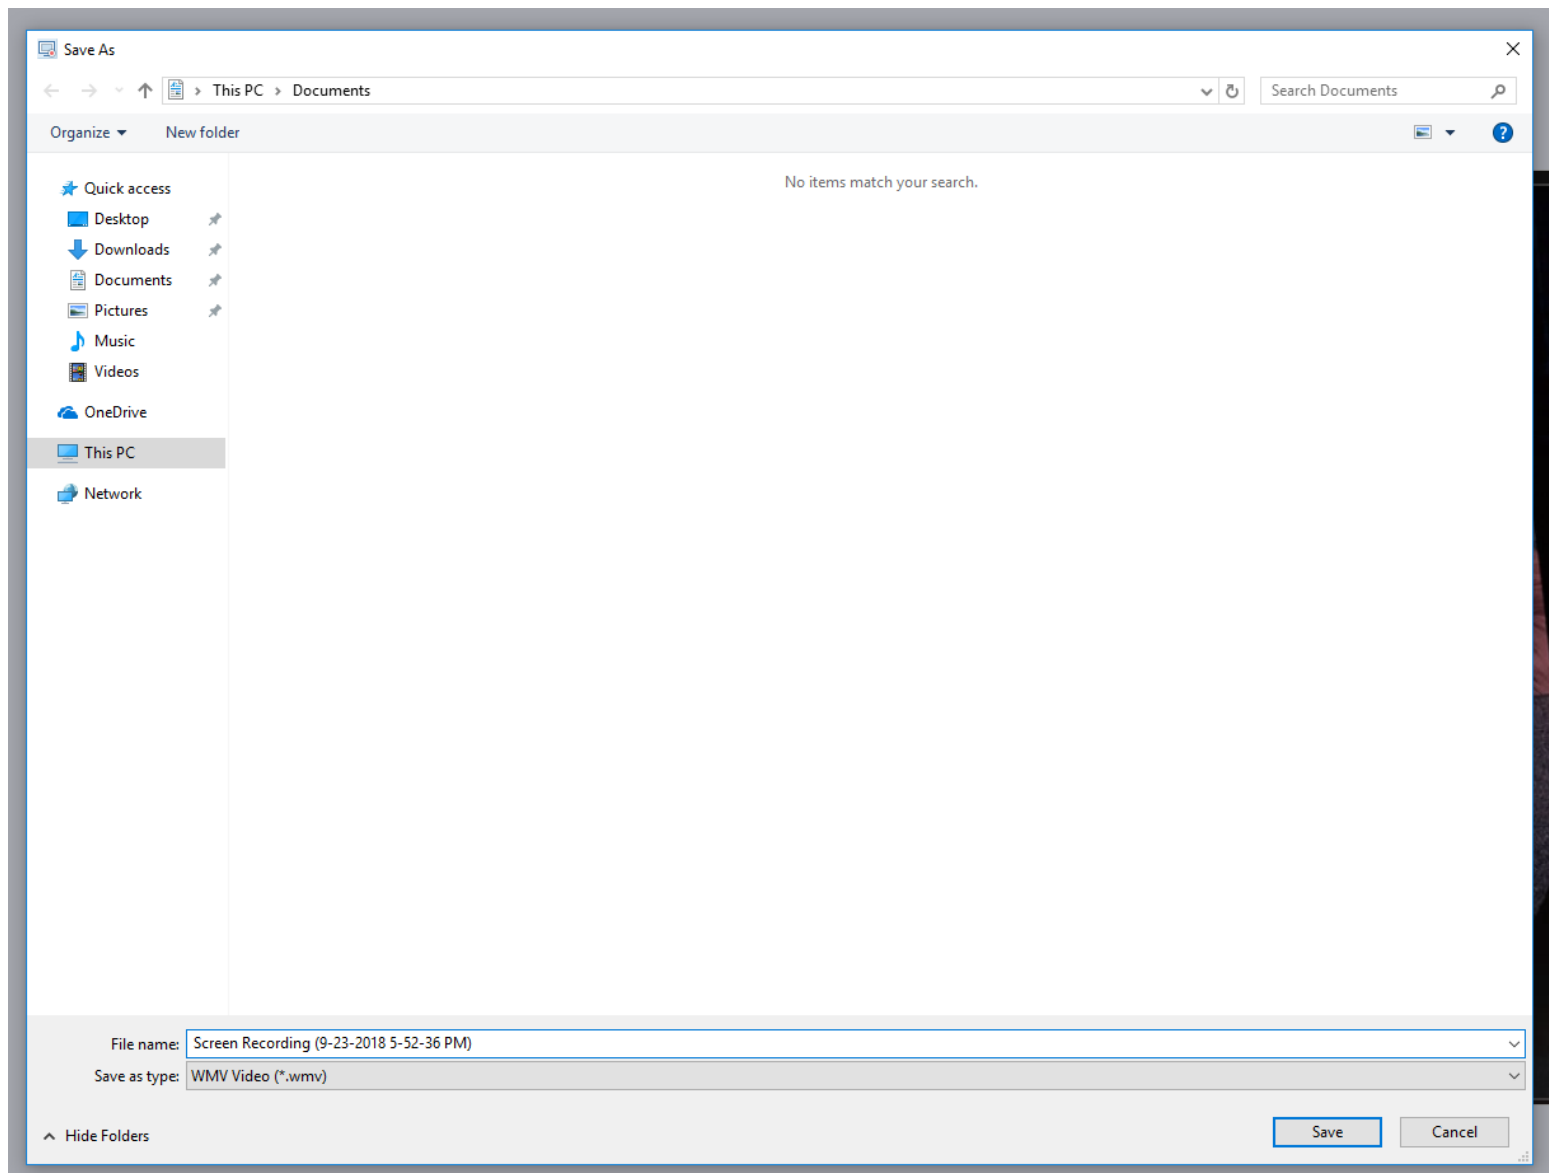 Save As
This PC > Documents
Search Documents
Organize
New folder
No items match your search.
Quick access
Desktop
Downloads
Documents
Pictures
Music
Videos
OneDrive
This PC
Network
File name: Screen Recording (9-23-2018 5-52-36 PM)
Save as type: WMV Video (*.wmv)
Hide Folders
Save
Cancel